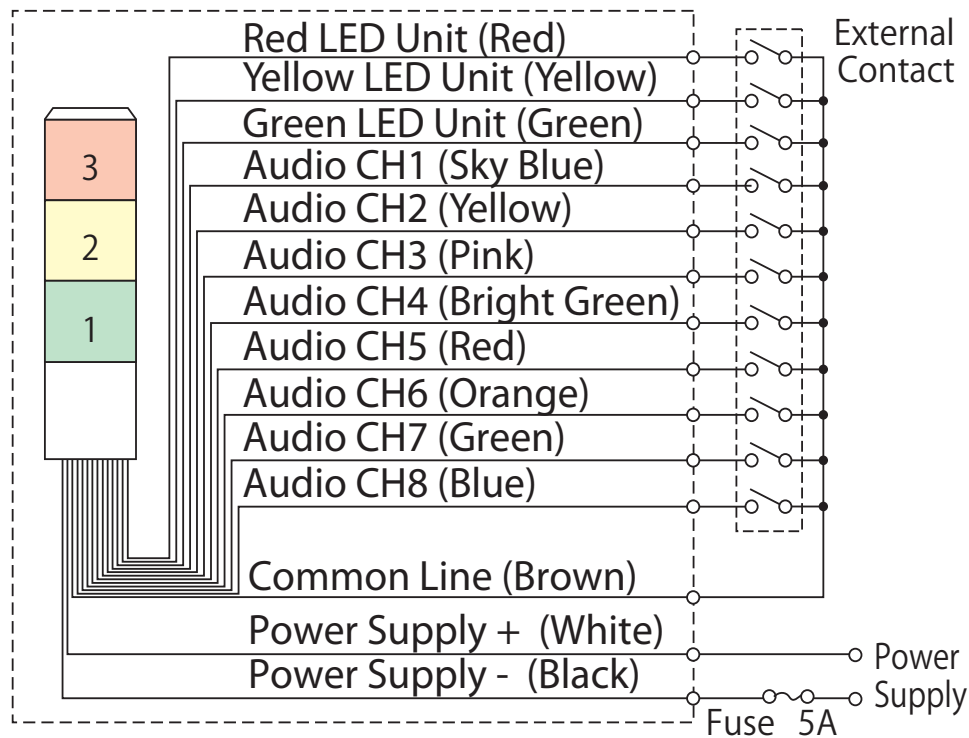 Red LED Unit (Red)
External
Contact
Yellow LED Unit (Yellow)
Green LED Unit (Green)
Audio CH1 (Sky Blue)
3
Audio CH2 (Yellow)
2
Audio CH3 (Pink)
Audio CH4 (Bright Green)
1
Audio CH5 (Red)
Audio CH6 (Orange)
Audio CH7 (Green)
Audio CH8 (Blue)
Common Line (Brown)
Power Supply + (White)
Power Supply - (Black)
Power
Supply
Fuse 5A